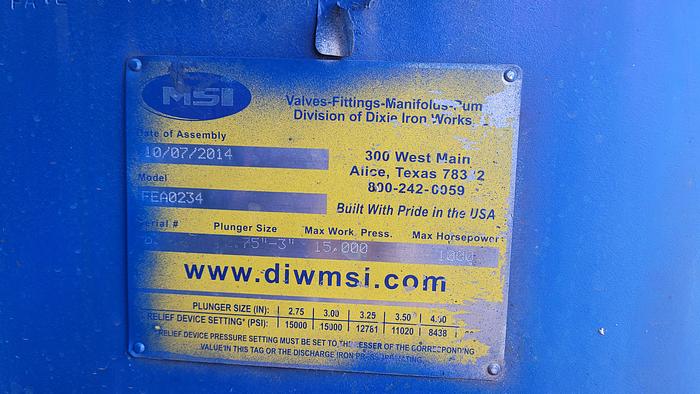 MSI
Valves-Fittings-Manifolds-Pum
Division of Dixie Iron Works,
Date of Assembly
10/07/2014
300 West Main
Alice, Texas 783 2
800-242-0059
Model
FEA0234
Built With Pride in the USA
erial # Plunger Size Max Work. Press. Max Horsepower
.75"-3" 15,000 1000
www.diwmsi.com
PLUNGER SIZE (IN): 2.75 3.00 3.25 3.50 4.00
RELIEF DEVICE SETTING* (PSI): 15000 15000 12761 11020 8438
*RELIEF DEVICE PRESSURE SETTING MUST BE SET TO THE LESSER OF THE CORRESPONDING
VALUE IN THIS TAG OR THE DISCHARGE IRON PRESS. RATING